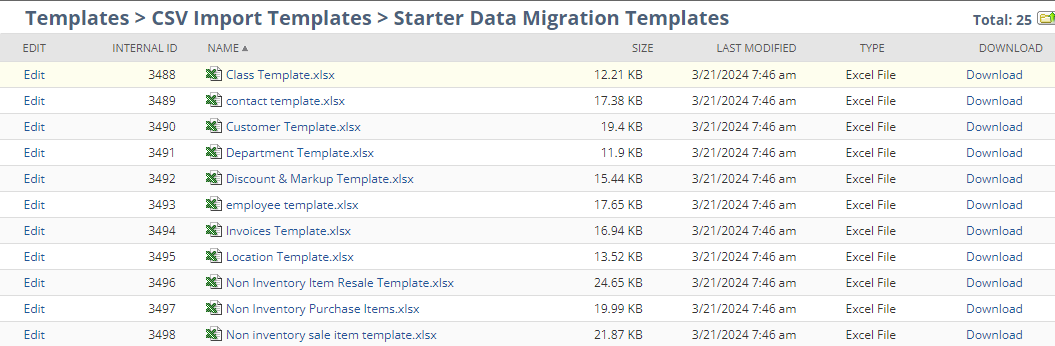 Templates > CSV Import Templates > Starter Data Migration Templates Total: 25
EDIT INTERNAL ID NAME ▲ SIZE LAST MODIFIED TYPE DOWNLOAD
Edit 3488 Class Template.xlsx 12.21 KB 3/21/2024 7:46 am Excel File Download
Edit 3489 contact template.xlsx 17.38 KB 3/21/2024 7:46 am Excel File Download
Edit 3490 Customer Template.xlsx 19.4 KB 3/21/2024 7:46 am Excel File Download
Edit 3491 Department Template.xlsx 11.9 KB 3/21/2024 7:46 am Excel File Download
Edit 3492 Discount & Markup Template.xlsx 15.44 KB 3/21/2024 7:46 am Excel File Download
Edit 3493 employee template.xlsx 17.65 KB 3/21/2024 7:46 am Excel File Download
Edit 3494 Invoices Template.xlsx 16.94 KB 3/21/2024 7:46 am Excel File Download
Edit 3495 Location Template.xlsx 13.52 KB 3/21/2024 7:46 am Excel File Download
Edit 3496 Non Inventory Item Resale Template.xlsx 24.65 KB 3/21/2024 7:46 am Excel File Download
Edit 3497 Non Inventory Purchase Items.xlsx 19.99 KB 3/21/2024 7:46 am Excel File Download
Edit 3498 Non inventory sale item template.xlsx 21.87 KB 3/21/2024 7:46 am Excel File Download